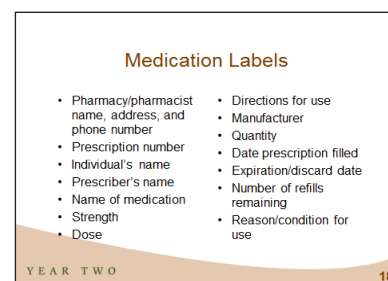 Medication Labels
• Pharmacy/pharmacist
name, address, and
phone number
• Prescription number
• Individual's name
• Prescriber's name
• Name of medication
• Strength
• Dose
• Directions for use
• Manufacturer
• Quantity
• Date prescription filled
• Expiration/discard date
• Number of refills
remaining
• Reason/condition for
use
YEAR TWO